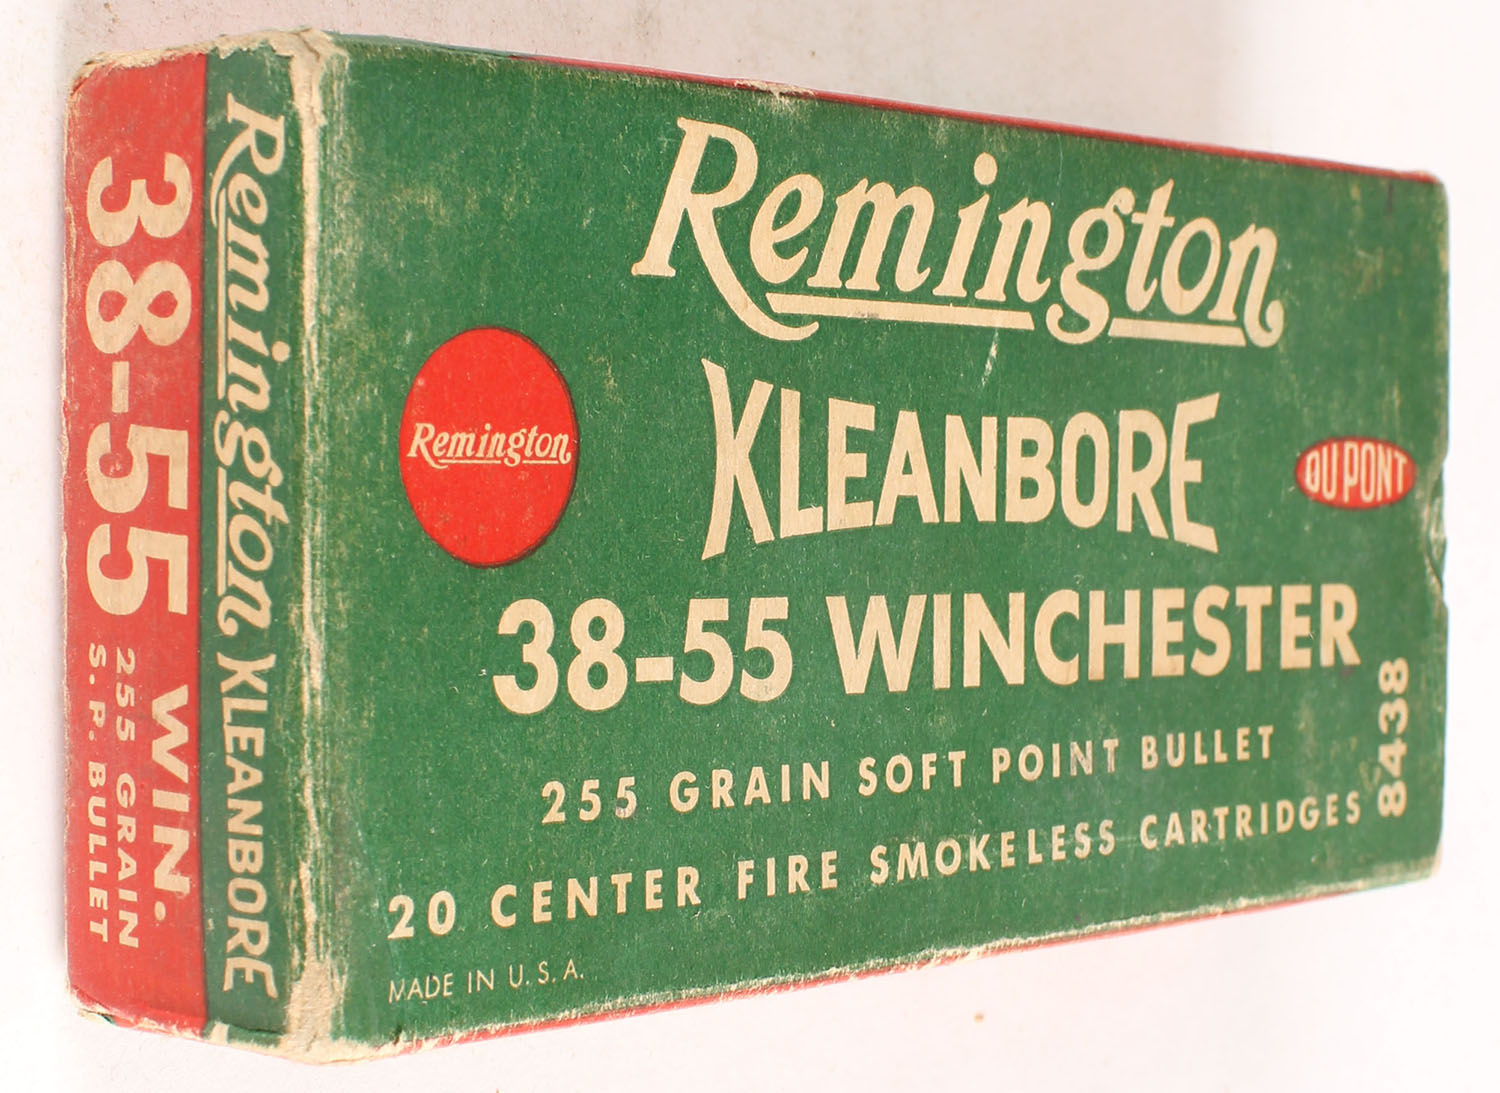 Remington
KLEANBORE
Remington
DU PONT
38-55 WINCHESTER
255 GRAIN SOFT POINT BULLET
20 CENTER FIRE SMOKELESS CARTRIDGES
8438
MADE IN U.S.A.
Remington KLEANBORE
38-55 WIN.
255 GRAIN
S.P. BULLET